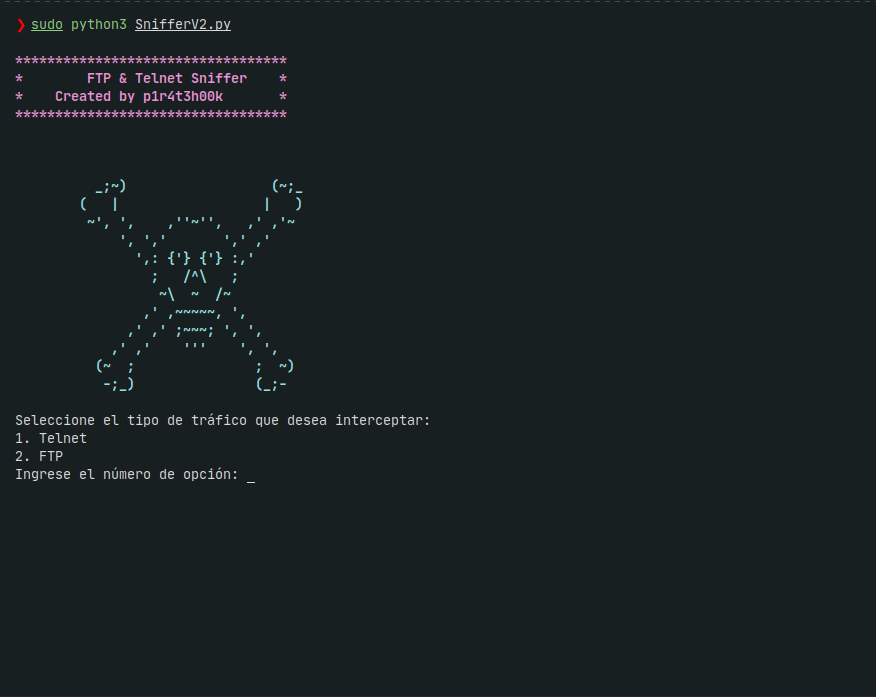 ❯ sudo python3 SnifferV2.py
**********************************
*        FTP & Telnet Sniffer    *
*    Created by p1r4t3h00k       *
**********************************
Seleccione el tipo de tráfico que desea interceptar:
1. Telnet
2. FTP
Ingrese el número de opción: _